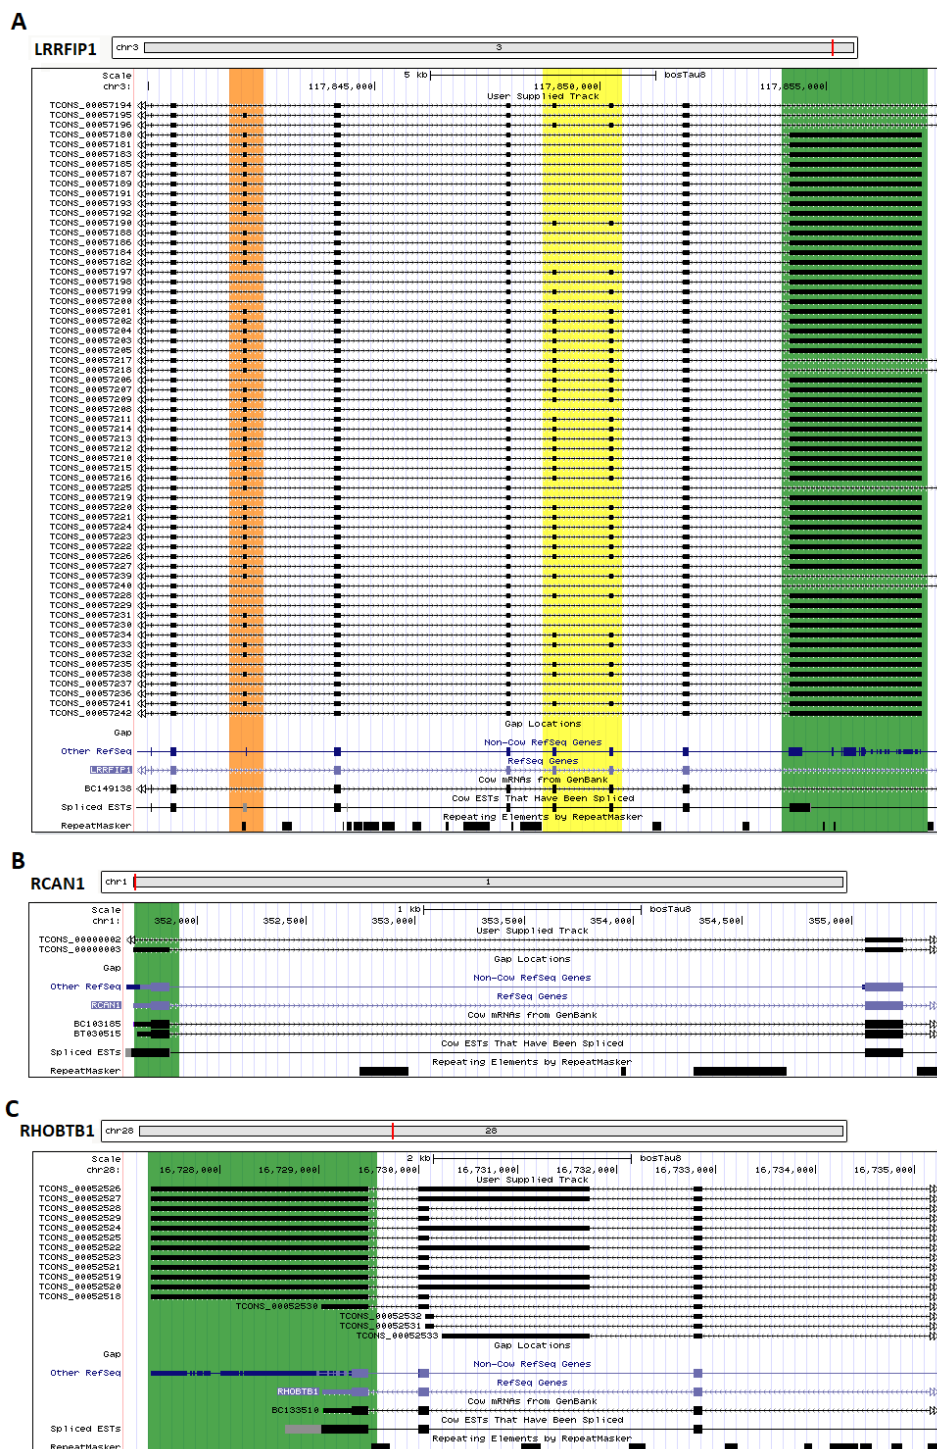 A
LRRFIP1
chr3
3
Scale
5 kb
bosTau8
chr3:
117,845,000
117,850,000
117,855,000
User Supplied Track
TCONS_00057194
TCONS_00057195
TCONS_00057196
TCONS_00057180
TCONS_00057181
TCONS_00057183
TCONS_00057185
TCONS_00057187
TCONS_00057189
TCONS_00057191
TCONS_00057193
TCONS_00057192
TCONS_00057190
TCONS_00057188
TCONS_00057186
TCONS_00057184
TCONS_00057182
TCONS_00057197
TCONS_00057198
TCONS_00057199
TCONS_00057200
TCONS_00057201
TCONS_00057202
TCONS_00057204
TCONS_00057203
TCONS_00057205
TCONS_00057217
TCONS_00057218
TCONS_00057206
TCONS_00057207
TCONS_00057209
TCONS_00057208
TCONS_00057211
TCONS_00057214
TCONS_00057213
TCONS_00057212
TCONS_00057210
TCONS_00057215
TCONS_00057216
TCONS_00057225
TCONS_00057219
TCONS_00057220
TCONS_00057221
TCONS_00057224
TCONS_00057223
TCONS_00057222
TCONS_00057226
TCONS_00057227
TCONS_00057239
TCONS_00057240
TCONS_00057228
TCONS_00057229
TCONS_00057231
TCONS_00057230
TCONS_00057234
TCONS_00057233
TCONS_00057232
TCONS_00057235
TCONS_00057238
TCONS_00057237
TCONS_00057236
TCONS_00057241
TCONS_00057242
Gap Locations
Gap
Non-Cow RefSeq Genes
Other RefSeq
RefSeq Genes
LRRFIP1
Cow mRNAs from GenBank
BC149138
Cow ESTs That Have Been Spliced
Spliced ESTs
Repeating Elements by RepeatMasker
RepeatMasker
B
RCAN1
chr1
1
Scale
1 kb
bosTau8
chr1:
352,000
352,500
353,000
353,500
354,000
354,500
355,000
User Supplied Track
TCONS_00000002
TCONS_00000003
Gap Locations
Gap
Non-Cow RefSeq Genes
Other RefSeq
RefSeq Genes
RCAN1
Cow mRNAs from GenBank
BC103185
BT030515
Cow ESTs That Have Been Spliced
Spliced ESTs
Repeating Elements by RepeatMasker
RepeatMasker
C
RHOBTB1
chr28
28
Scale
2 kb
bosTau8
chr28:
16,728,000
16,729,000
16,730,000
16,731,000
16,732,000
16,733,000
16,734,000
16,735,000
User Supplied Track
TCONS_00052526
TCONS_00052527
TCONS_00052528
TCONS_00052529
TCONS_00052524
TCONS_00052525
TCONS_00052522
TCONS_00052523
TCONS_00052521
TCONS_00052519
TCONS_00052520
TCONS_00052518
TCONS_00052530
TCONS_00052532
TCONS_00052531
TCONS_00052533
Gap Locations
Gap
Non-Cow RefSeq Genes
Other RefSeq
RefSeq Genes
RHOBTB1
Cow mRNAs from GenBank
BC133510
Cow ESTs That Have Been Spliced
Spliced ESTs
Repeating Elements by RepeatMasker
RepeatMasker